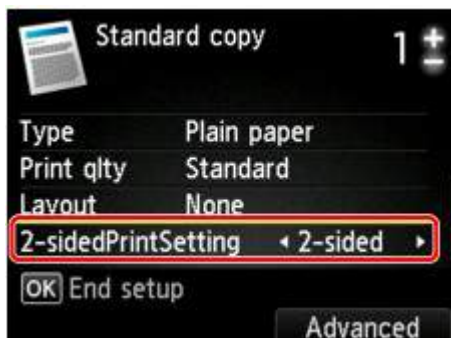 Standard copy 1 ±
Type Plain paper
Print qlty Standard
Layout None
2-sidedPrintSetting 2-sided
OK End setup
Advanced